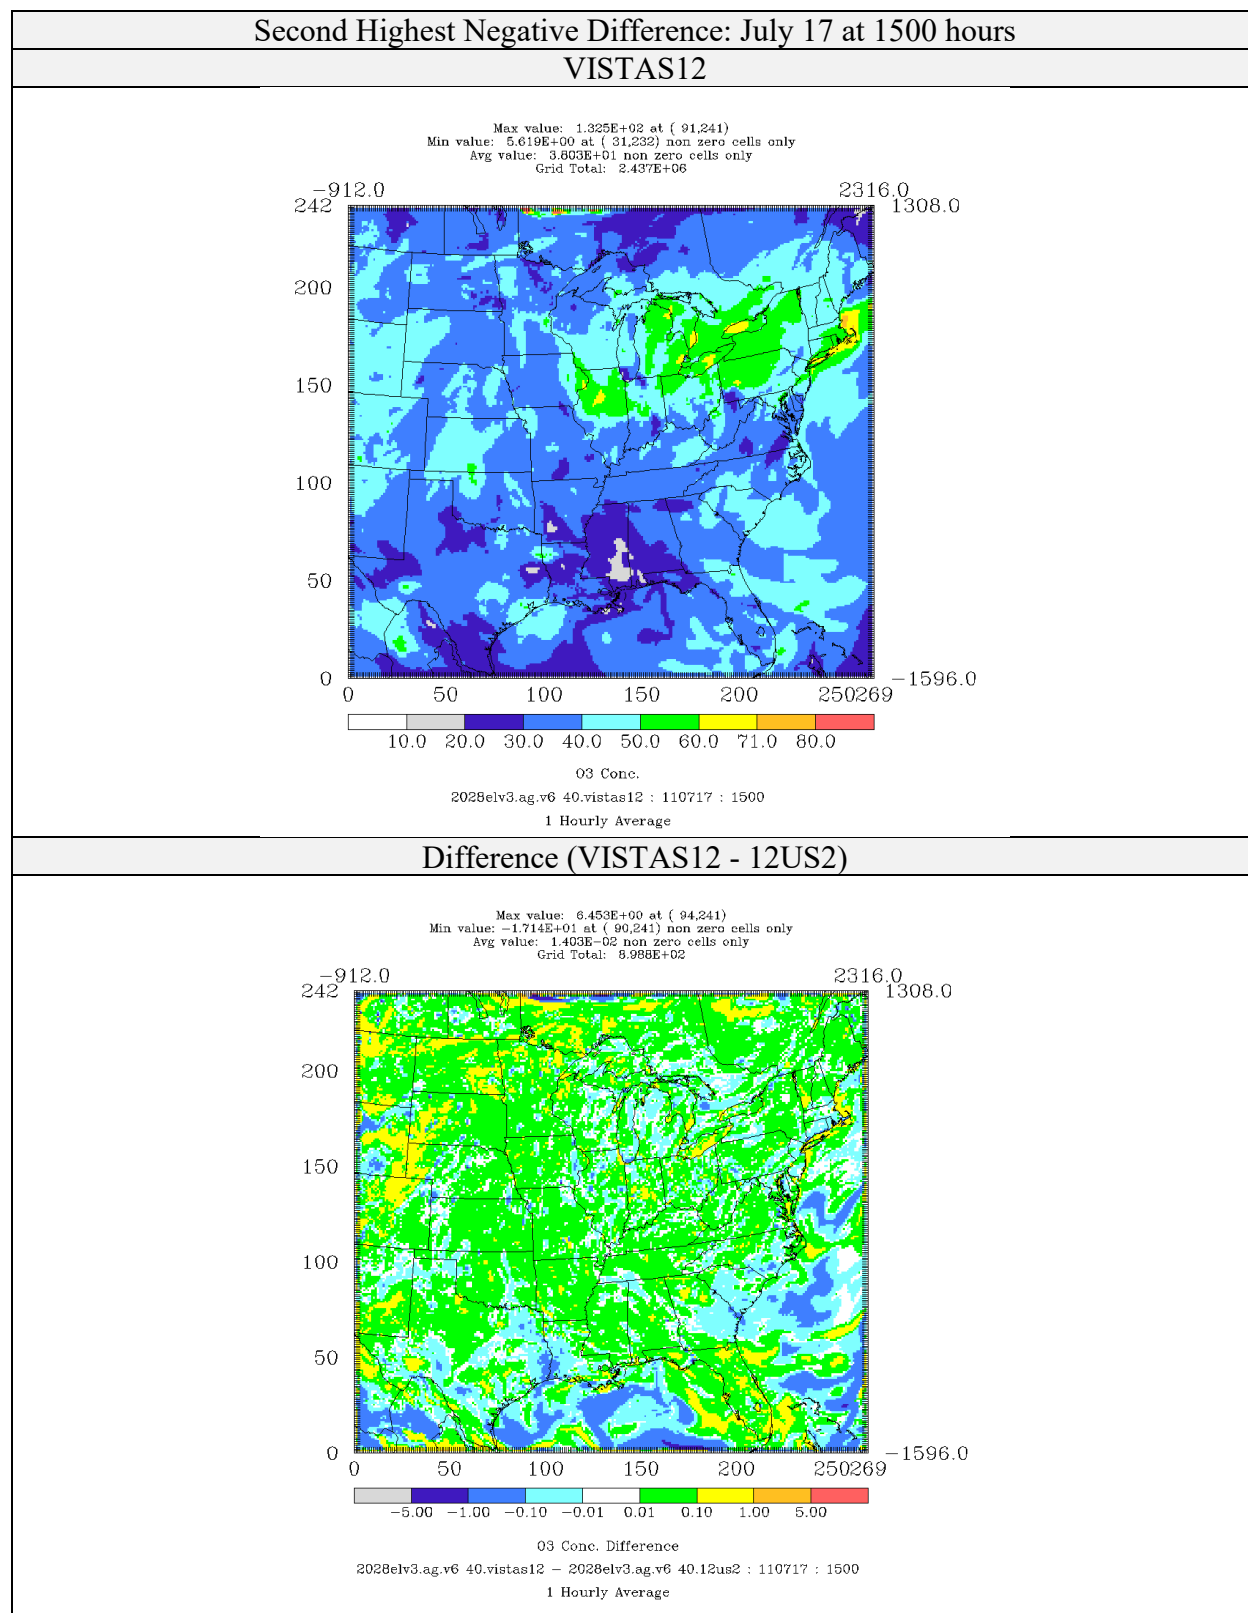 Second Highest Negative Difference: July 17 at 1500 hours
VISTAS12
Max value: 1.325E+02 at ( 91,241)
Min value: 5.619E+00 at ( 31,232) non zero cells only
Avg value: 3.803E+01 non zero cells only
Grid Total: 2.437E+06
−912.0 2316.0
242 1308.0
200
150
100
50
0 −1596.0
0 50 100 150 200 250269
10.0 20.0 30.0 40.0 50.0 60.0 71.0 80.0
O3 Conc.
2028elv3.ag.v6 40.vistas12 : 110717 : 1500
1 Hourly Average
Difference (VISTAS12 - 12US2)
Max value: 6.453E+00 at ( 94,241)
Min value: −1.714E+01 at ( 90,241) non zero cells only
Avg value: 1.403E−02 non zero cells only
Grid Total: 8.988E+02
−912.0 2316.0
242 1308.0
200
150
100
50
0 −1596.0
0 50 100 150 200 250269
−5.00 −1.00 −0.10 −0.01 0.01 0.10 1.00 5.00
O3 Conc. Difference
2028elv3.ag.v6 40.vistas12 − 2028elv3.ag.v6 40.12us2 : 110717 : 1500
1 Hourly Average